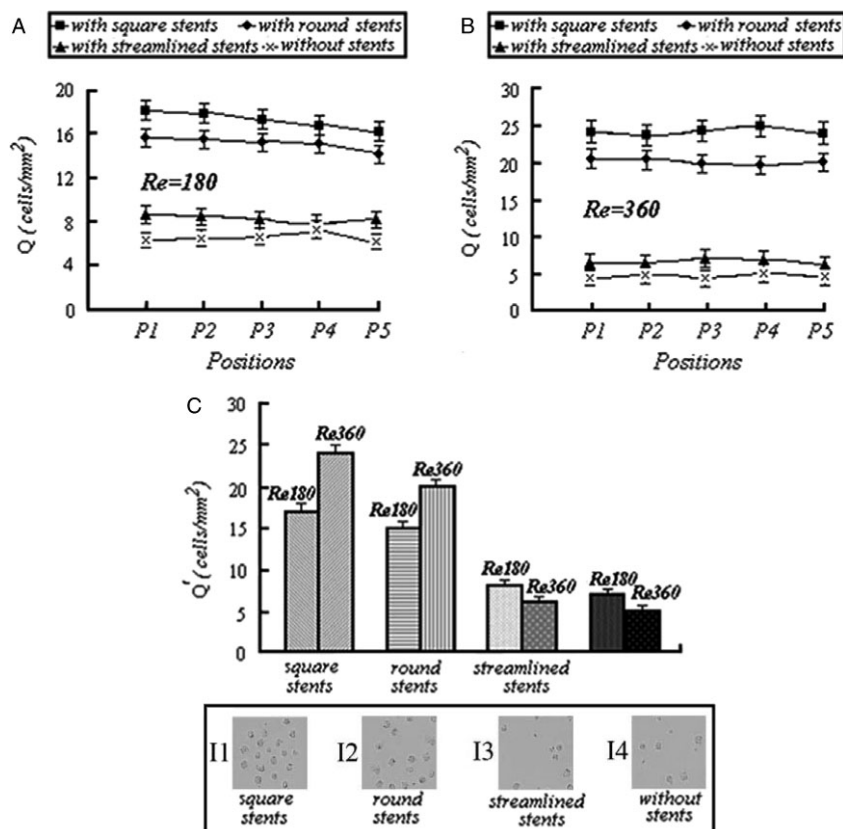 A
with square stents with round stents
with streamlined stents without stents
Q (cells/mm²)
20
16
12
8
4
0
Re=180
P1 P2 P3 P4 P5
Positions
B
with square stents with round stents
with streamlined stents without stents
Q (cells/mm²)
30
25
20
15
10
5
0
Re=360
P1 P2 P3 P4 P5
Positions
C
Q' (cells/mm²)
30
25
20
15
10
5
0
Re180 Re360
Re180 Re360
Re180 Re360
Re180 Re360
square stents
round stents
streamlined stents
I1 I2 I3 I4
square stents
round stents
streamlined stents
without stents